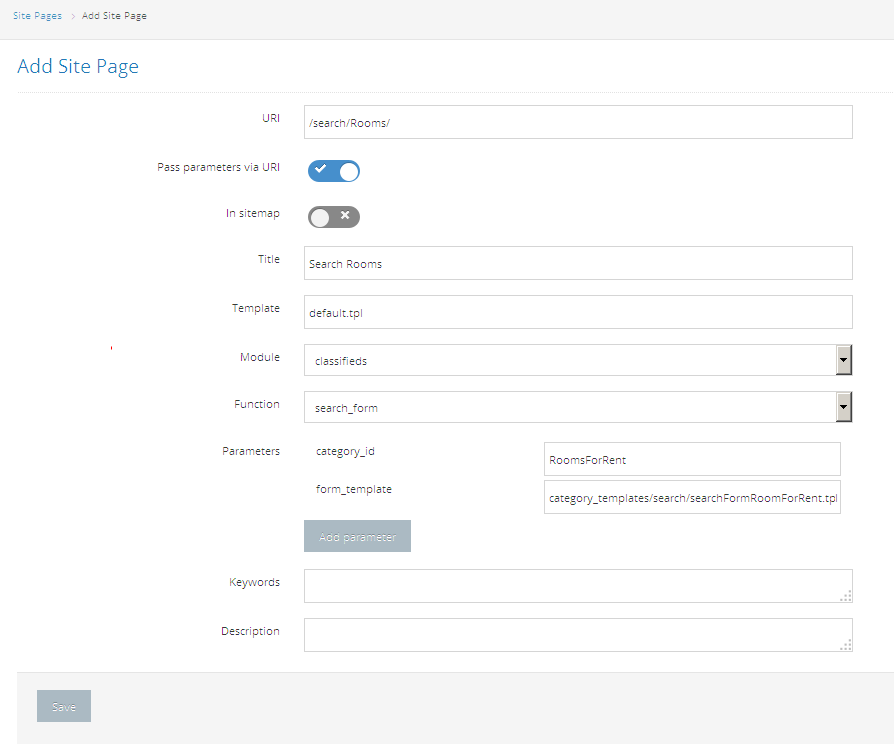 Site Pages > Add Site Page
Add Site Page
URI /search/Rooms/
Pass parameters via URI
In sitemap
Title Search Rooms
Template default.tpl
Module classifieds
Function search_form
Parameters category_id RoomsForRent
form_template category_templates/search/searchFormRoomForRent.tpl
Add parameter
Keywords
Description
Save